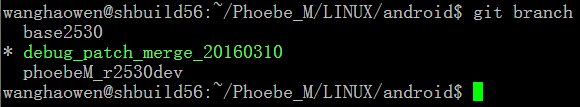 wanghaowen@shbuild56:~/Phoebe_M/LINUX/android$ git branch
base2530
* debug_patch_merge_20160310
phoebeM_r2530dev
wanghaowen@shbuild56:~/Phoebe_M/LINUX/android$